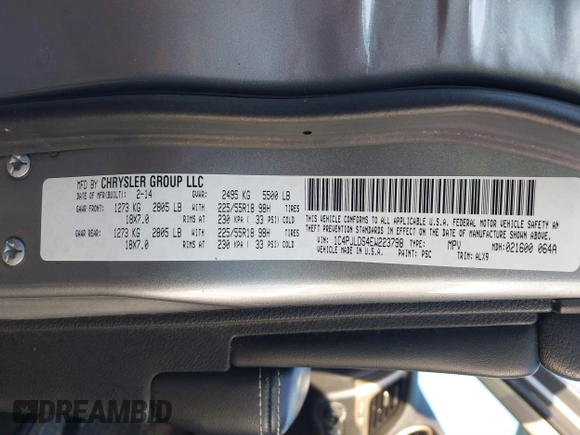 MFD BY CHRYSLER GROUP LLC
DATE OF MFR(BUILT): 2-14 GVWR: 2495 KG 5500 LB
GAWR FRONT: 1273 KG 2805 LB WITH 225/55R18 98H TIRES
18X7.0 RIMS AT 230 KPA ( 33 PSI) COLD
GAWR REAR: 1273 KG 2805 LB WITH 225/55R18 98H TIRES
18X7.0 RIMS AT 230 KPA ( 33 PSI) COLD
THIS VEHICLE CONFORMS TO ALL APPLICABLE U.S.A. FEDERAL MOTOR VEHICLE SAFETY AN
THEFT PREVENTION STANDARDS IN EFFECT ON THE DATE OF MANUFACTURE SHOWN ABOVE.
VIN: 1C4PJLDS4EW223798 TYPE: MPV MDH: 021600 064A
VEHICLE MADE IN U.S.A. PAINT: PSC TRIM: ALX9
DREAMBID